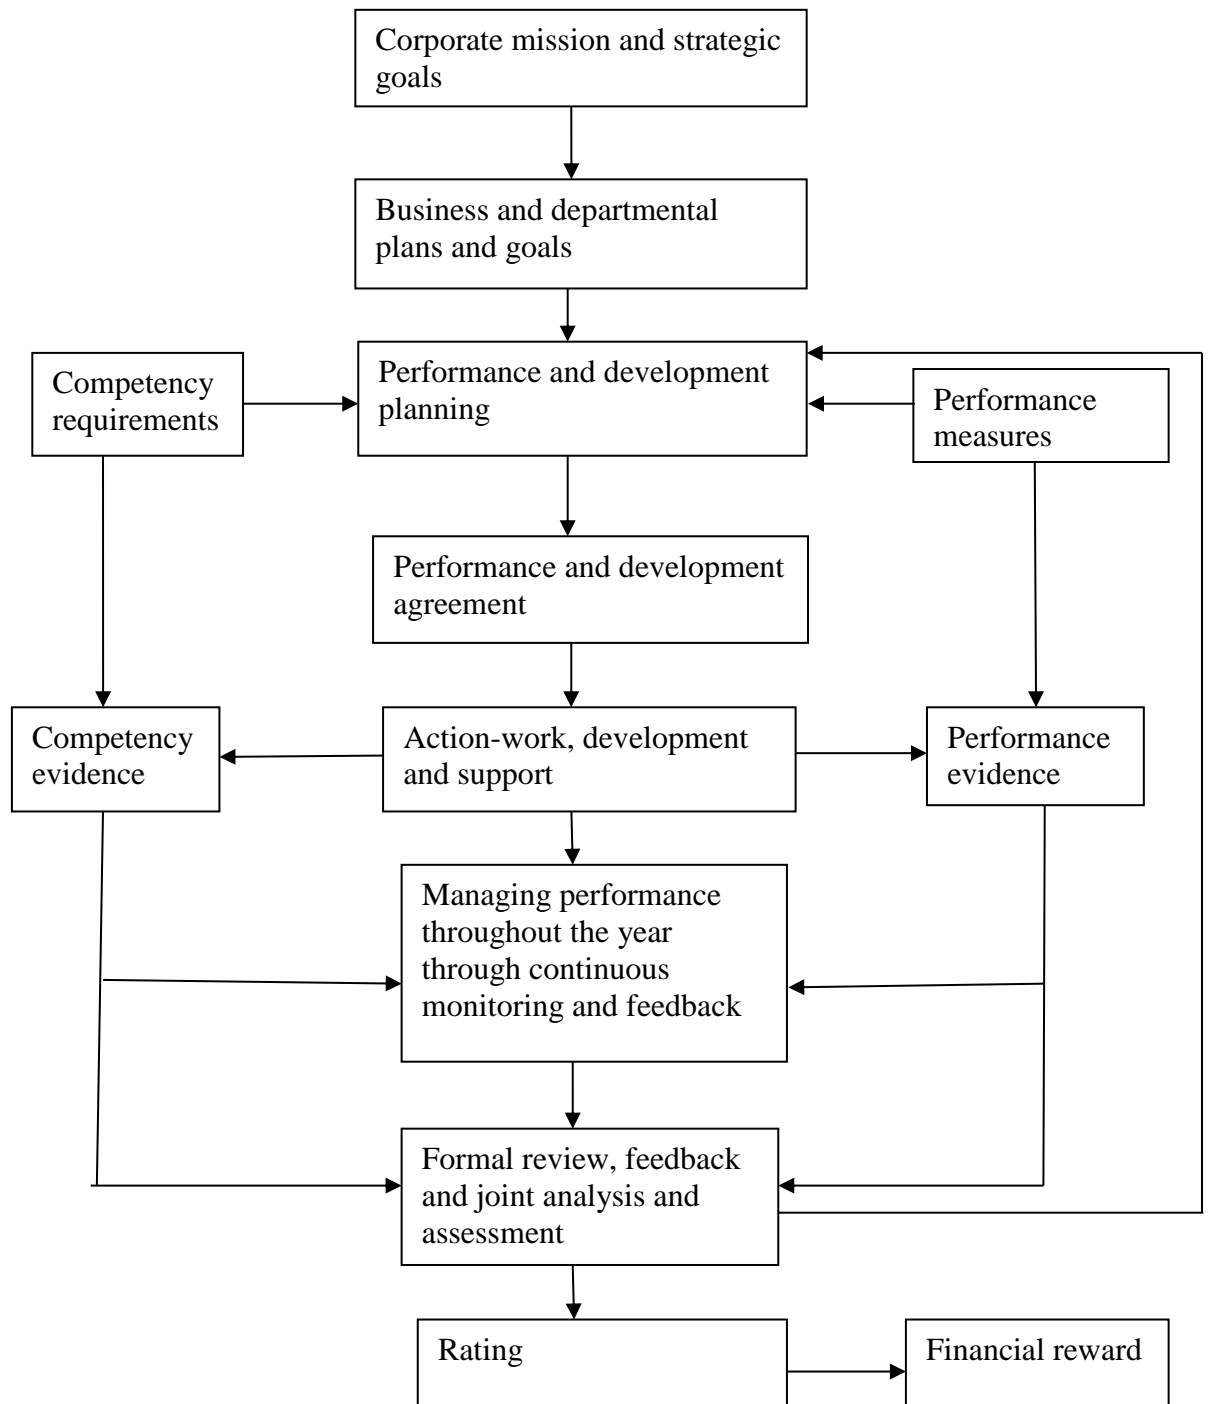 Corporate mission and strategic
goals
Business and departmental
plans and goals
Competency
requirements
Performance and development
planning
Performance
measures
Performance and development
agreement
Competency
evidence
Action-work, development
and support
Performance
evidence
Managing performance
throughout the year
through continuous
monitoring and feedback
Formal review, feedback
and joint analysis and
assessment
Rating
Financial reward